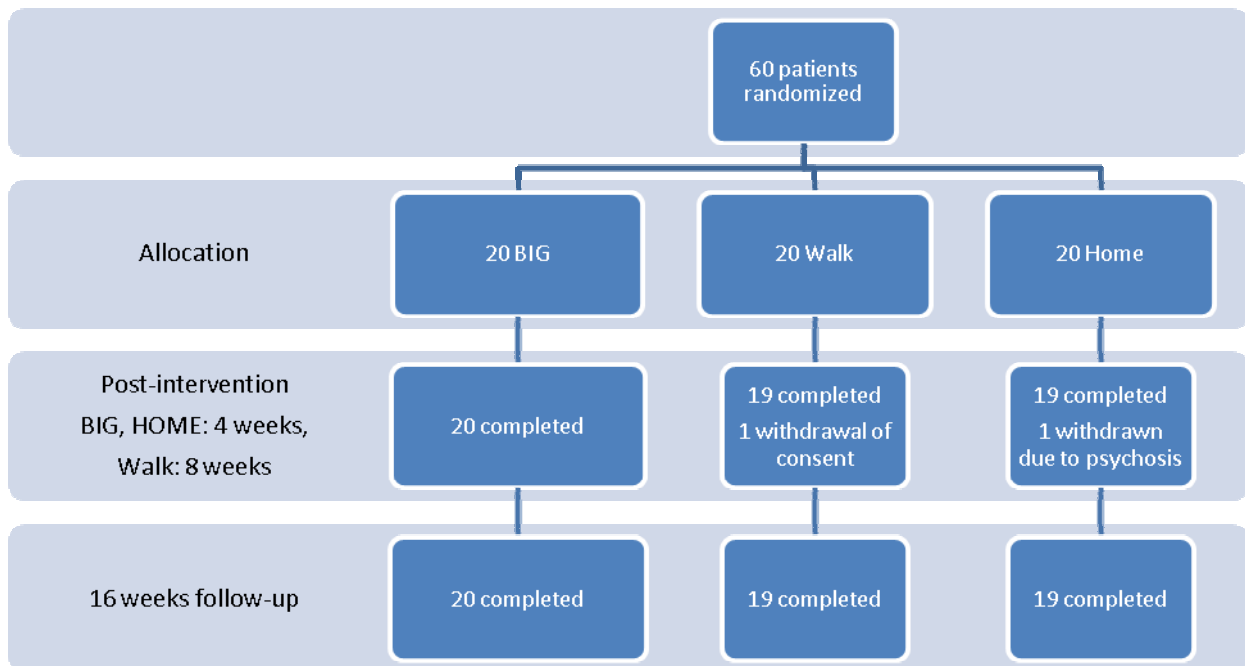 60 patients
randomized
Allocation
20 BIG
20 Walk
20 Home
Post-intervention
BIG, HOME: 4 weeks,
Walk: 8 weeks
20 completed
19 completed
1 withdrawal of
consent
19 completed
1 withdrawn
due to psychosis
16 weeks follow-up
20 completed
19 completed
19 completed